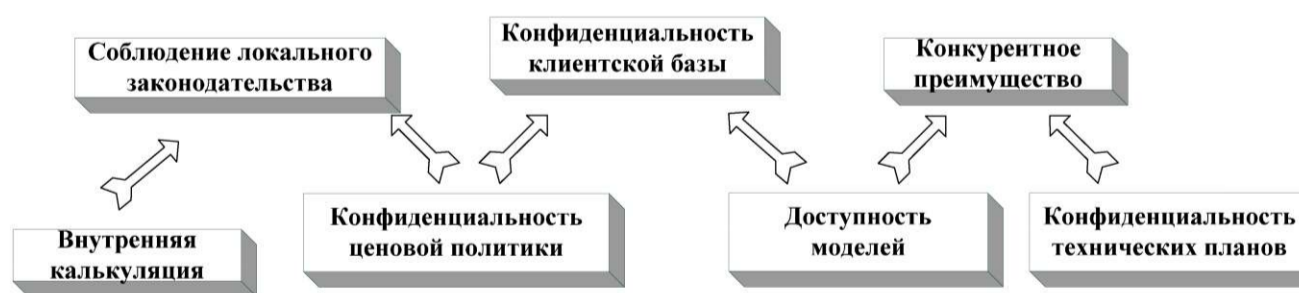 Соблюдение локального
законодательства
Конфиденциальность
клиентской базы
Конкурентное
преимущество
Внутренняя
калькуляция
Конфиденциальность
ценовой политики
Доступность
моделей
Конфиденциальность
технических планов